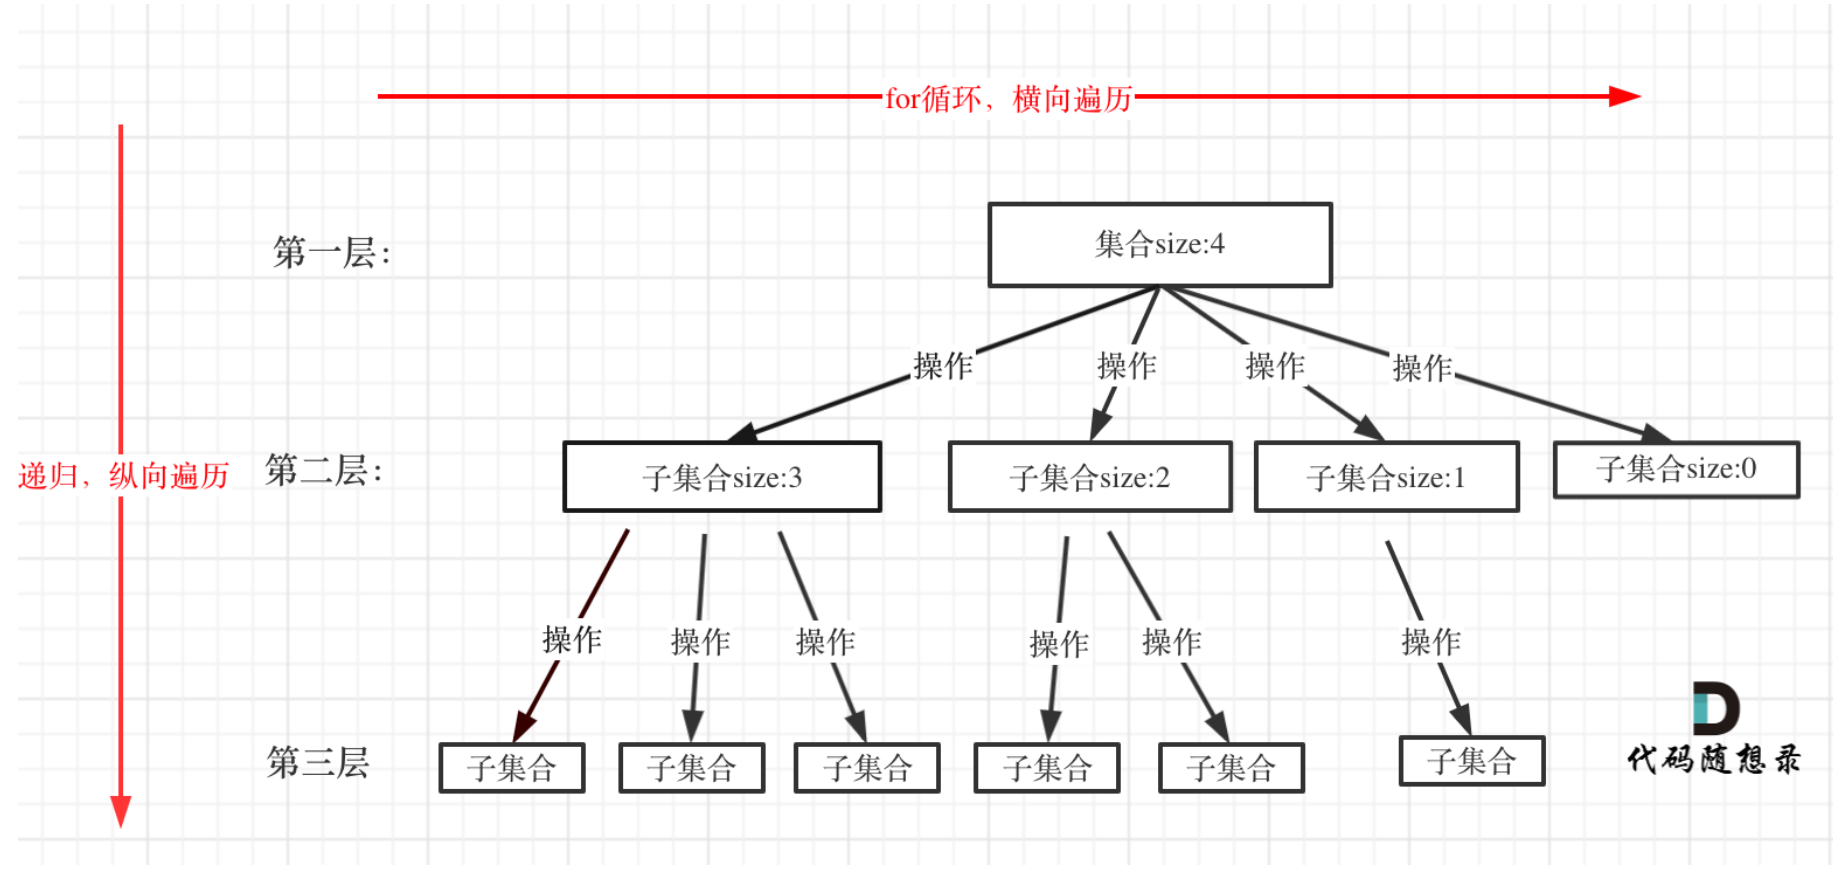 for循环，横向遍历
第一层：
集合size:4
操作
操作
操作
操作
递归，纵向遍历
第二层：
子集合size:3
子集合size:2
子集合size:1
子集合size:0
操作
操作
操作
操作
操作
操作
第三层
子集合
子集合
子集合
子集合
子集合
子集合
代码随想录